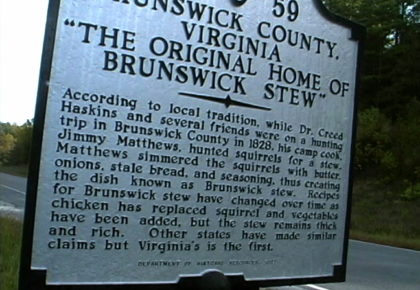 59
BRUNSWICK COUNTY,
VIRGINIA
"THE ORIGINAL HOME OF
BRUNSWICK STEW"
According to local tradition, while Dr. Creed
Haskins and several friends were on a hunting
trip in Brunswick County in 1828, his camp cook,
Jimmy Matthews, hunted squirrels for a stew.
Matthews simmered the squirrels with butter,
onions, stale bread, and seasoning, thus creating
the dish known as Brunswick stew. Recipes
for Brunswick stew have changed over time as
chicken has replaced squirrel and vegetables
have been added, but the stew remains thick
and rich. Other states have made similar
claims but Virginia's is the first.
DEPARTMENT OF HISTORIC RESOURCES,